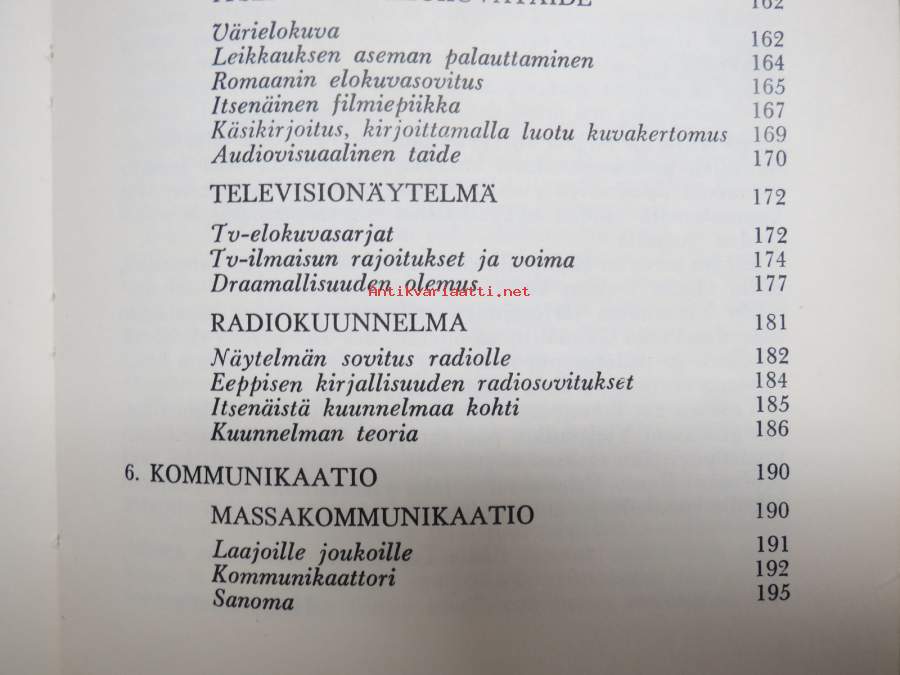 162
Värielokuva 162
Leikkauksen aseman palauttaminen 164
Romaanin elokuvasovitus 165
Itsenäinen filmiepiikka 167
Käsikirjoitus, kirjoittamalla luotu kuvakertomus 169
Audiovisuaalinen taide 170
TELEVISIONÄYTELMÄ 172
Tv-elokuvasarjat 172
Tv-ilmaisun rajoitukset ja voima 174
Draamallisuuden olemus 177
Antikvariaatti.net
RADIOKUUNNELMA 181
Näytelmän sovitus radiolle 182
Eeppisen kirjallisuuden radiosovitukset 184
Itsenäistä kuunnelmaa kohti 185
Kuunnelman teoria 186
6. KOMMUNIKAATIO 190
MASSAKOMMUNIKAATIO 190
Laajoille joukoille 191
Kommunikaattori 192
Sanoma 195